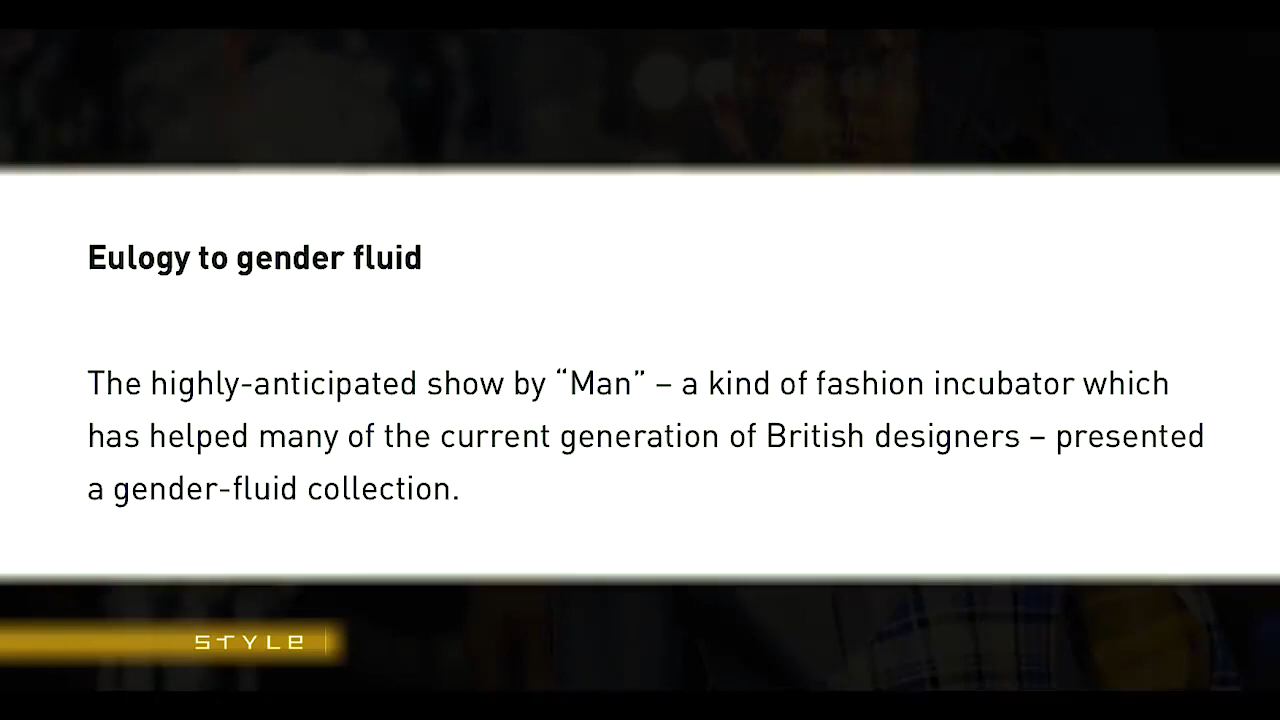 Eulogy to gender fluid
The highly-anticipated show by “Man” – a kind of fashion incubator which
has helped many of the current generation of British designers – presented
a gender-fluid collection.
STYLE